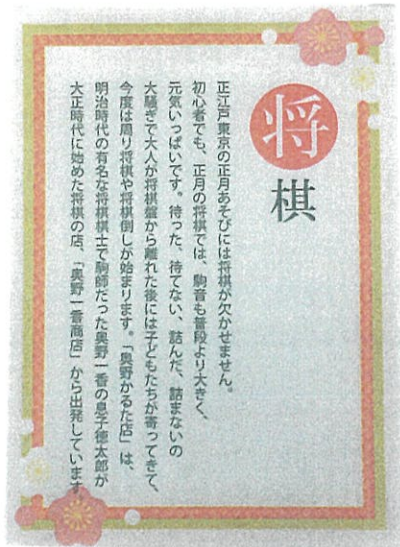 将棋
正江戸東京の正月あそびには将棋が欠かせません。
初心者でも、正月の将棋では、駒音も普段より大きく、
元気いっぱいです。待った、待てない、詰んだ、詰まないの
大騒ぎで大人が将棋盤から離れた後には子どもたちが寄ってきて、
今度は周り将棋や将棋倒しが始まります。「奥野かるた店」は、
明治時代の有名な将棋棋士で駒師だった奥野一香の息子徳太郎が
大正時代に始めた将棋の店、「奥野一香商店」から出発しています。